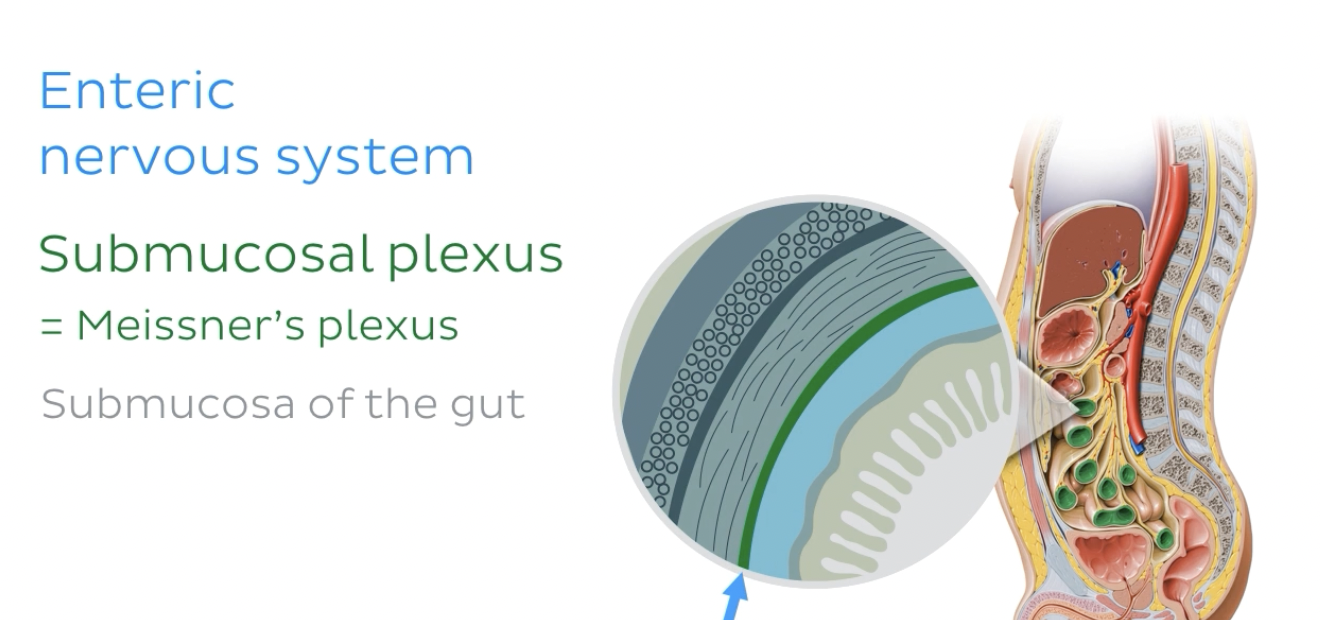 Enteric
nervous system
Submucosal plexus
= Meissner’s plexus
Submucosa of the gut